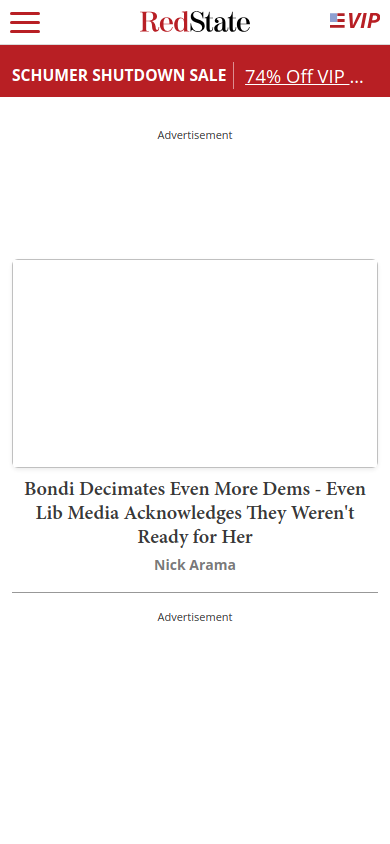 RedState
VIP
SCHUMER SHUTDOWN SALE
74% Off VIP ...
Advertisement
Bondi Decimates Even More Dems - Even
Lib Media Acknowledges They Weren't
Ready for Her
Nick Arama
Advertisement